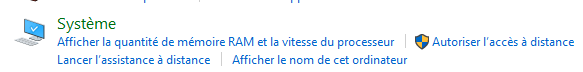 Système
Afficher la quantité de mémoire RAM et la vitesse du processeur Autoriser l'accès à distance
Lancer l'assistance à distance Afficher le nom de cet ordinateur